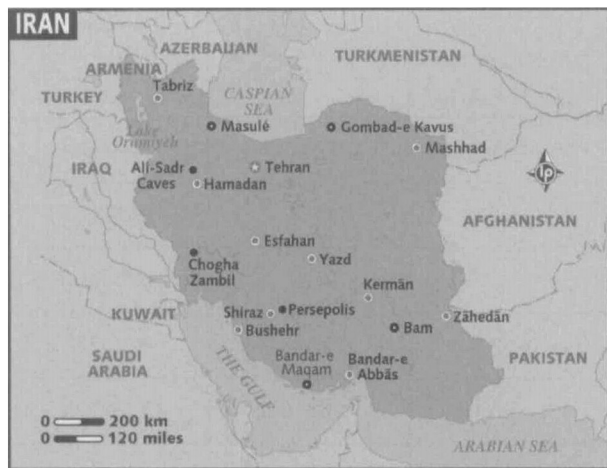 IRAN
AZERBAIJAN
TURKMENISTAN
ARMENIA
Tabriz
CASPIAN
SEA
TURKEY
Masulé
Gombad-e Kavus
Lake
Orumiyeh
Mashhad
IRAQ
Ali-Sadr
Caves
Tehran
Hamadan
lp
AFGHANISTAN
Esfahan
Yazd
Chogha
Zambil
Kermān
KUWAIT
Shiraz
Persepolis
Zāhedān
Bushehr
Bam
SAUDI
ARABIA
THE GULF
Bandar-e
Maqam
Bandar-e
Abbās
PAKISTAN
0 200 km
0 120 miles
ARABIAN SEA